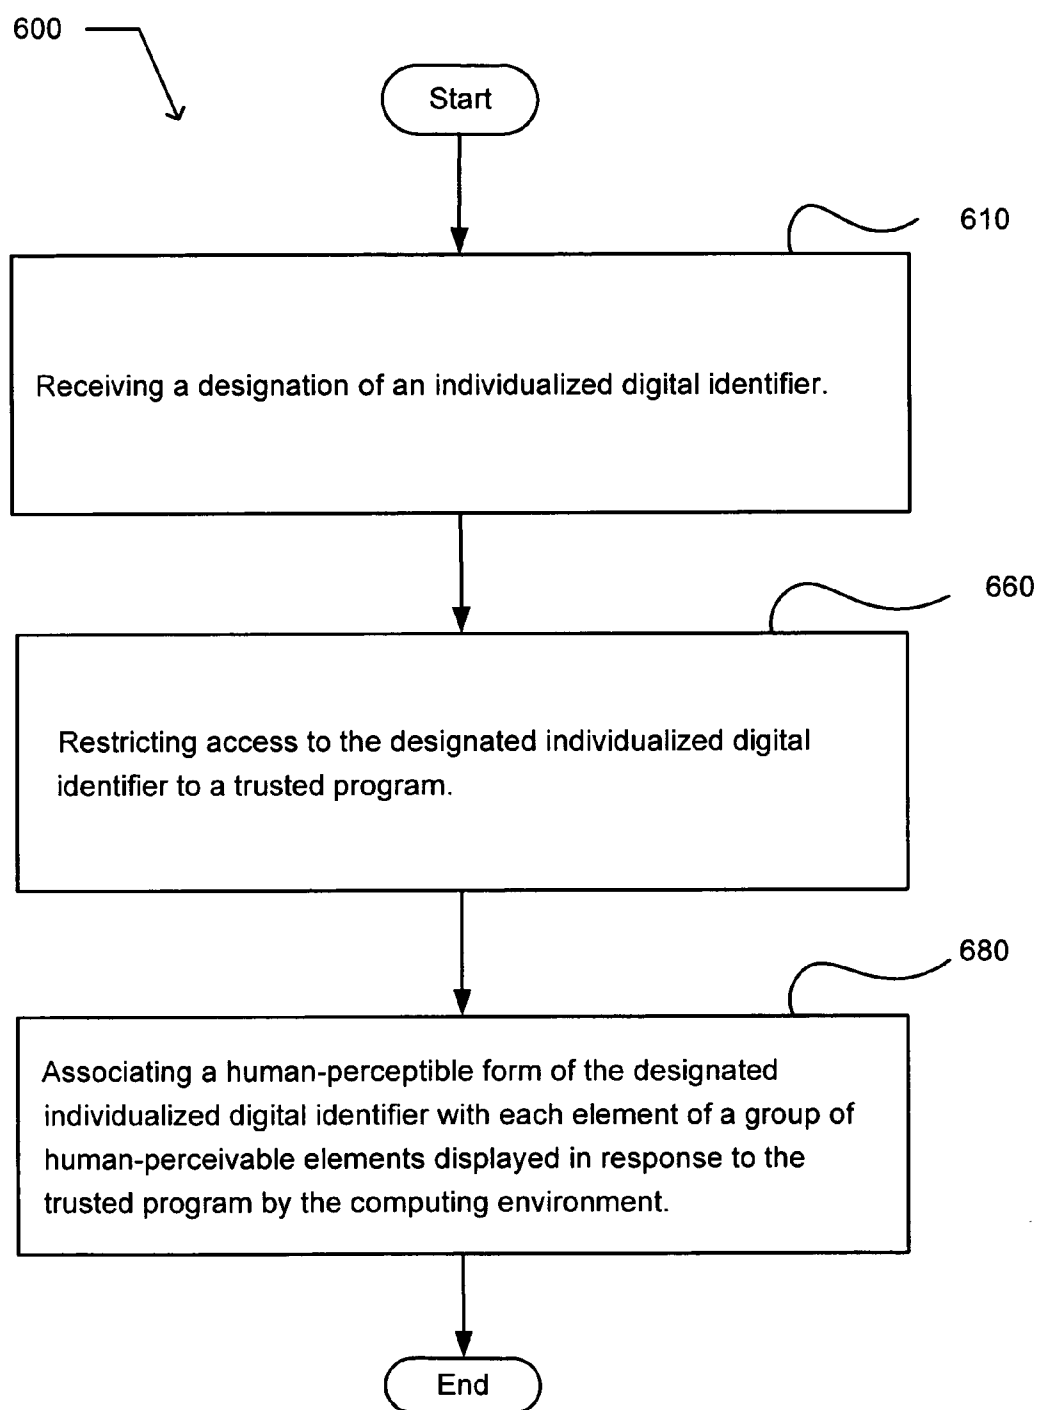 600
Start
610
Receiving a designation of an individualized digital identifier.
660
Restricting access to the designated individualized digital
identifier to a trusted program.
680
Associating a human-perceptible form of the designated
individualized digital identifier with each element of a group of
human-perceivable elements displayed in response to the
trusted program by the computing environment.
End